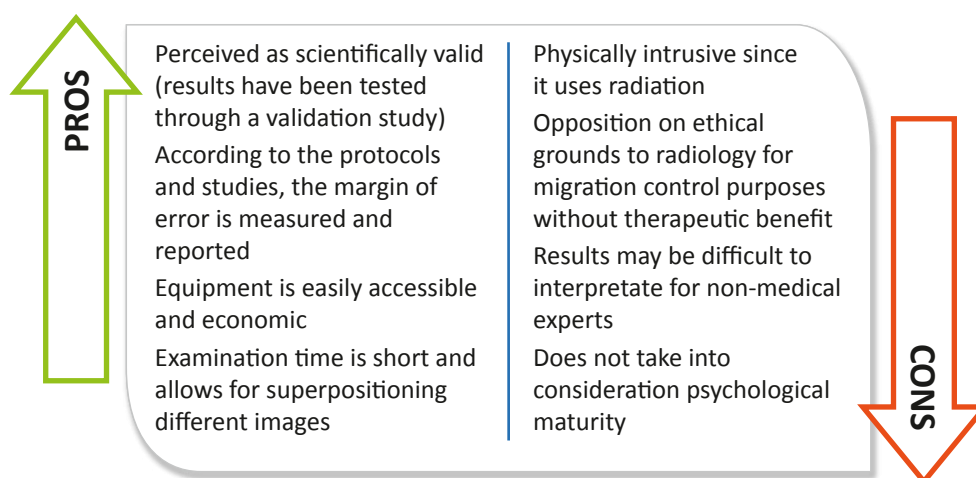 PROS
Perceived as scientifically valid
(results have been tested
through a validation study)
According to the protocols
and studies, the margin of
error is measured and
reported
Equipment is easily accessible
and economic
Examination time is short and
allows for superpositioning
different images
Physically intrusive since
it uses radiation
Opposition on ethical
grounds to radiology for
migration control purposes
without therapeutic benefit
Results may be difficult to
interpretate for non-medical
experts
Does not take into
consideration psychological
maturity
CONS